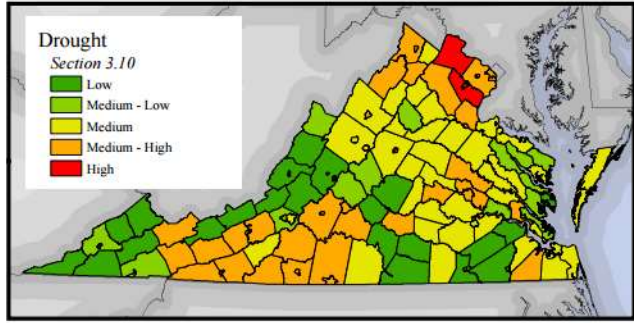 Drought
Section 3.10
Low
Medium - Low
Medium
Medium - High
High